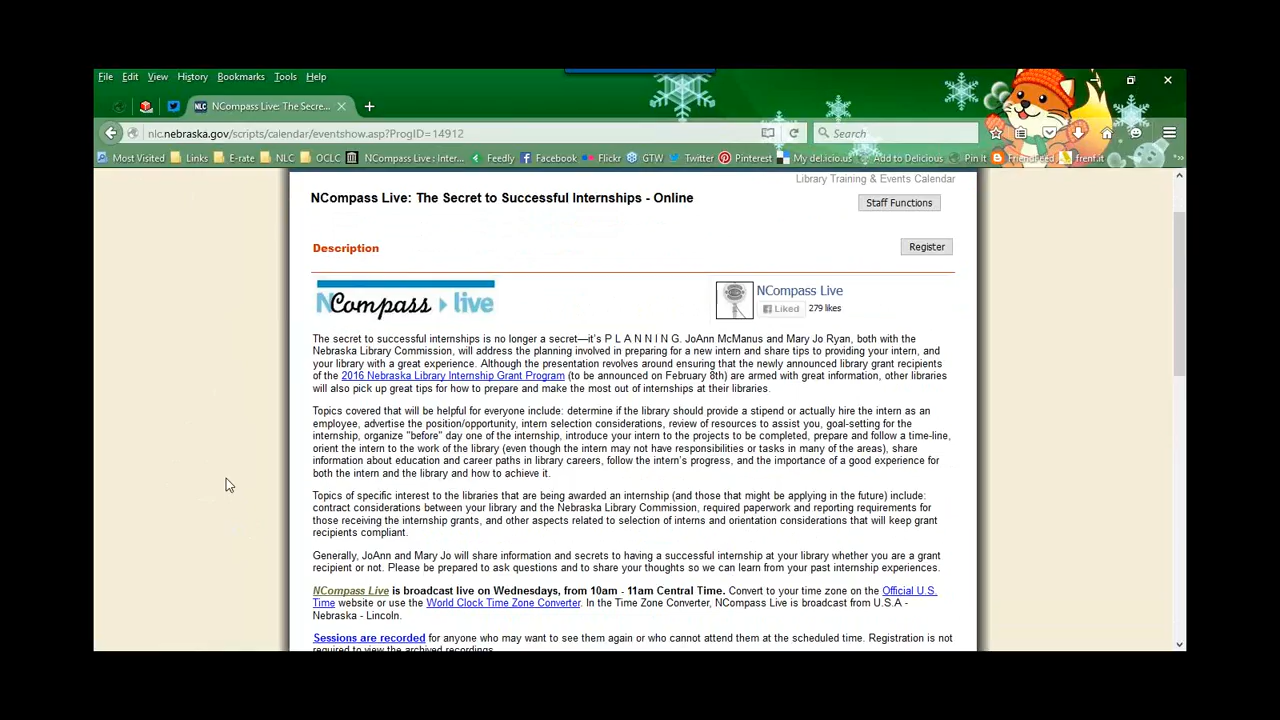 File Edit View History Bookmarks Tools Help
NLC NCompass Live: The Secre...
nlc.nebraska.gov/scripts/calendar/eventshow.asp?ProgID=14912 Search
Most Visited Links E-rate NLC OCLC NCompass Live : Inter... Feedly Facebook Flickr GTW Twitter Pinterest My del.icio.us Add to Delicious Pin it FriendFeed frenf.it
Library Training & Events Calendar
NCompass Live: The Secret to Successful Internships - Online
Staff Functions
Description
Register
NCompass live
NCompass Live
Liked 279 likes
The secret to successful internships is no longer a secret—it's P L A N N I N G. JoAnn McManus and Mary Jo Ryan, both with the
Nebraska Library Commission, will address the planning involved in preparing for a new intern and share tips to providing your intern, and
your library with a great experience. Although the presentation revolves around ensuring that the newly announced library grant recipients
of the 2016 Nebraska Library Internship Grant Program (to be announced on February 8th) are armed with great information, other libraries
will also pick up great tips for how to prepare and make the most out of internships at their libraries.
Topics covered that will be helpful for everyone include: determine if the library should provide a stipend or actually hire the intern as an
employee, advertise the position/opportunity, intern selection considerations, review of resources to assist you, goal-setting for the
internship, organize "before" day one of the internship, introduce your intern to the projects to be completed, prepare and follow a time-line,
orient the intern to the work of the library (even though the intern may not have responsibilities or tasks in many of the areas), share
information about education and career paths in library careers, follow the intern's progress, and the importance of a good experience for
both the intern and the library and how to achieve it.
Topics of specific interest to the libraries that are being awarded an internship (and those that might be applying in the future) include:
contract considerations between your library and the Nebraska Library Commission, required paperwork and reporting requirements for
those receiving the internship grants, and other aspects related to selection of interns and orientation considerations that will keep grant
recipients compliant.
Generally, JoAnn and Mary Jo will share information and secrets to having a successful internship at your library whether you are a grant
recipient or not. Please be prepared to ask questions and to share your thoughts so we can learn from your past internship experiences.
NCompass Live is broadcast live on Wednesdays, from 10am - 11am Central Time. Convert to your time zone on the Official U.S.
Time website or use the World Clock Time Zone Converter. In the Time Zone Converter, NCompass Live is broadcast from U.S.A -
Nebraska - Lincoln.
Sessions are recorded for anyone who may want to see them again or who cannot attend them at the scheduled time. Registration is not
required to view the archived recordings.